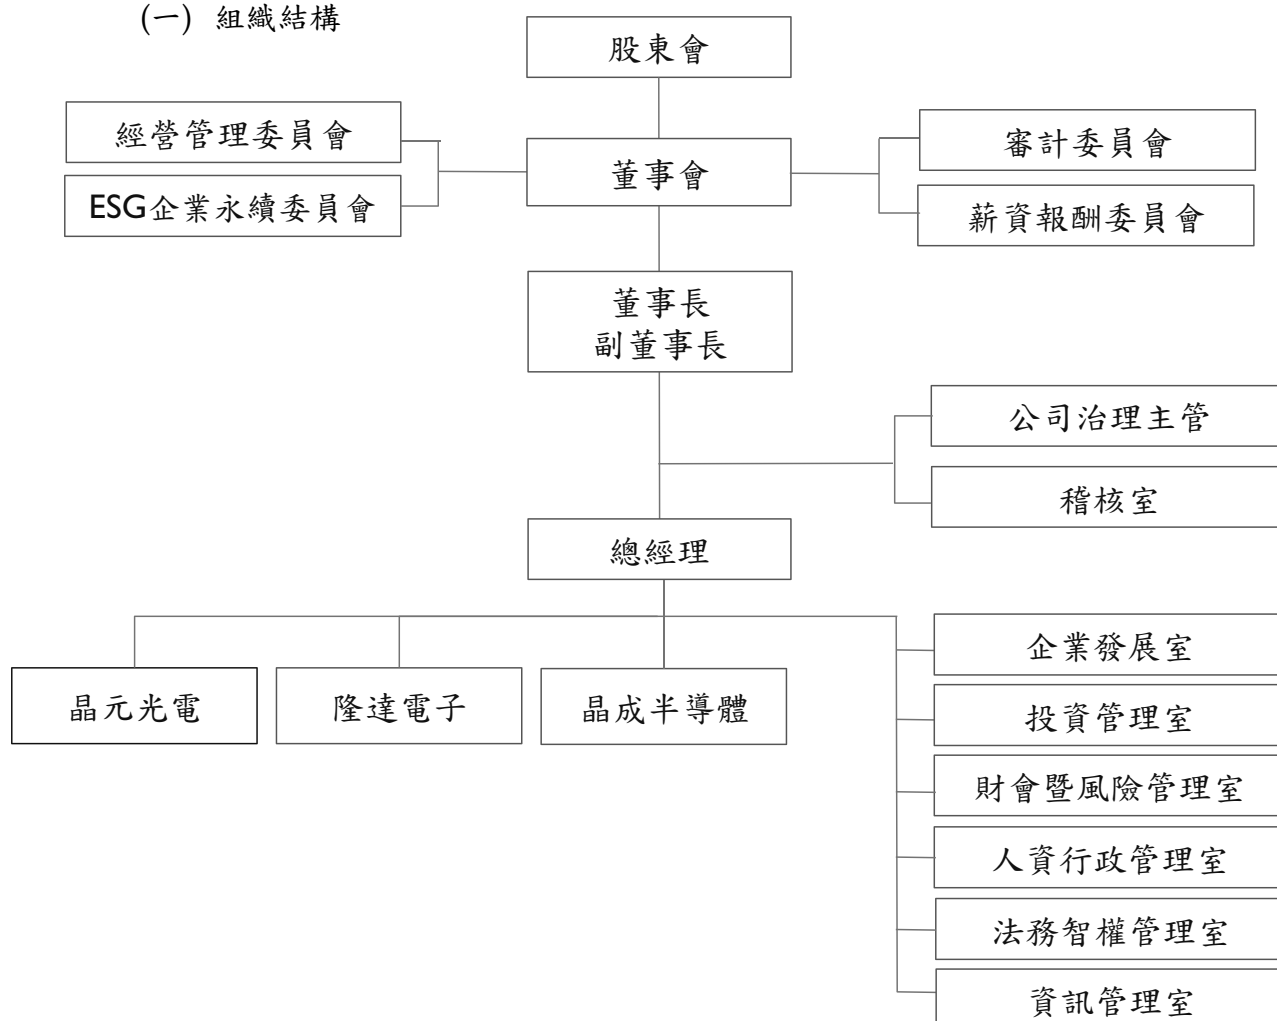 (一) 組織結構
股東會
經營管理委員會
ESG企業永續委員會
董事會
審計委員會
薪資報酬委員會
董事長
副董事長
公司治理主管
稽核室
總經理
晶元光電
隆達電子
晶成半導體
企業發展室
投資管理室
財會暨風險管理室
人資行政管理室
法務智權管理室
資訊管理室